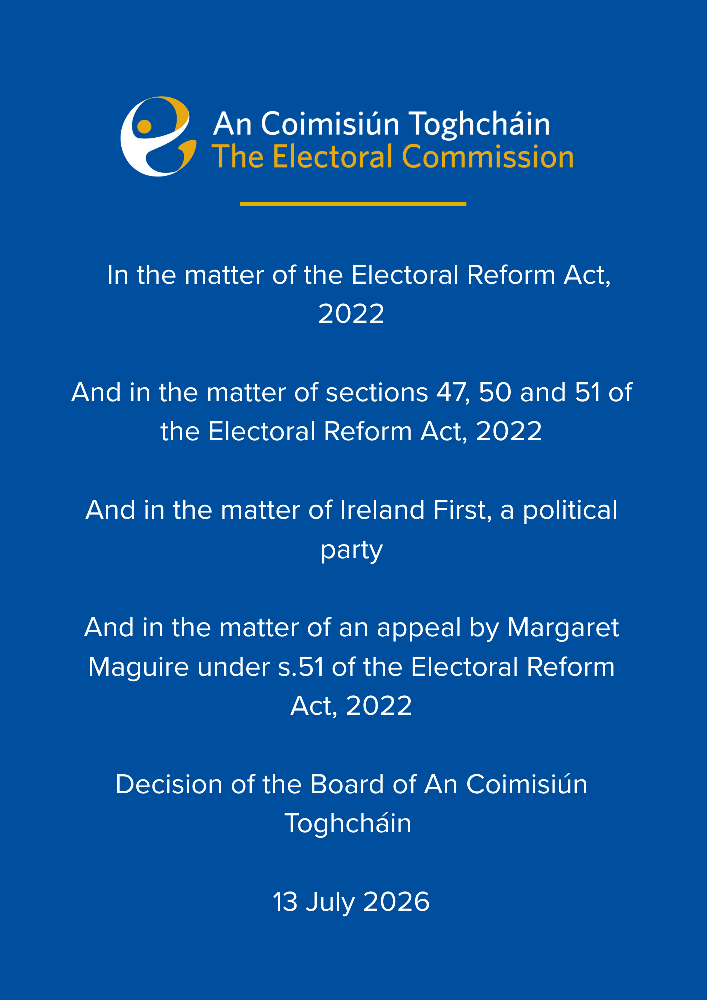 An Coimisiún Toghcháin
The Electoral Commission
In the matter of the Electoral Reform Act,
2022
And in the matter of sections 47, 50 and 51 of
the Electoral Reform Act, 2022
And in the matter of Ireland First, a political
party
And in the matter of an appeal by Margaret
Maguire under s.51 of the Electoral Reform
Act, 2022
Decision of the Board of An Coimisiún
Toghcháin
13 July 2026